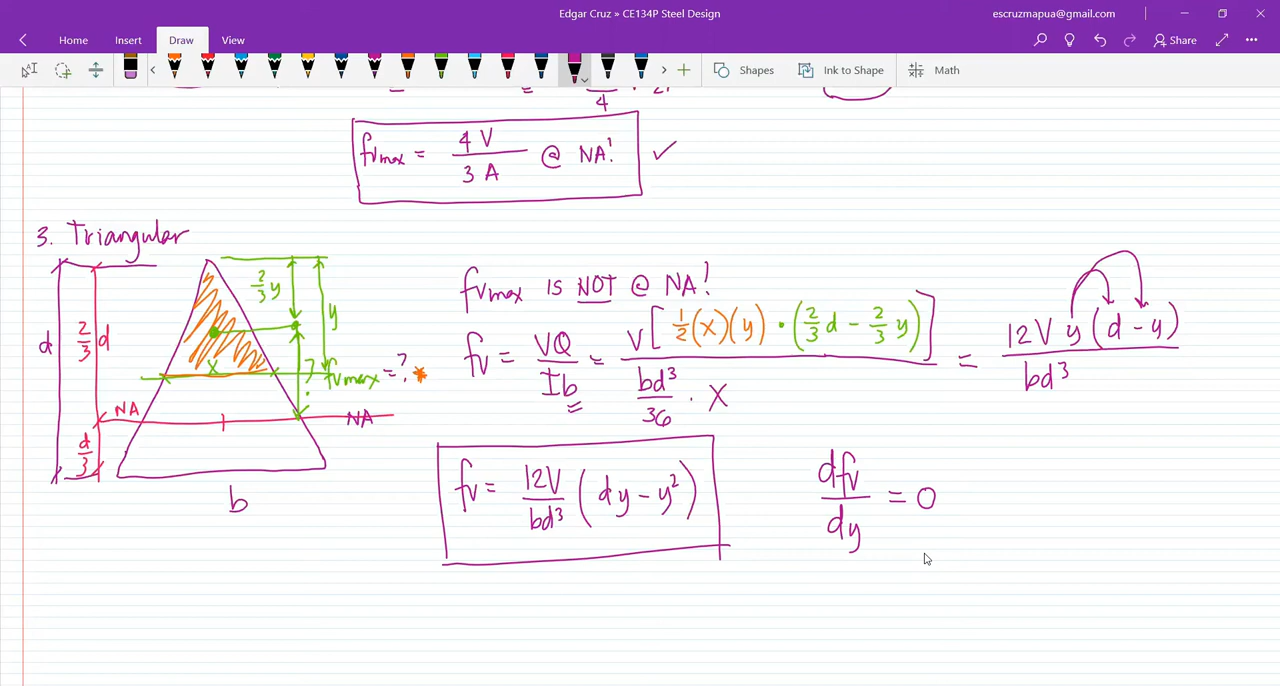 Edgar Cruz » CE134P Steel Design
escruzmapua@gmail.com
Home Insert Draw View
Share
Shapes Ink to Shape Math
4
fvmax = 4V / 3A @ NA! ✓
3. Triangular
d
2/3 d
d/3
NA
2/3 y
y
x
?
fvmax = ? *
NA
b
fvmax is NOT @ NA!
fv = VQ / Ib = V[1/2 (x)(y) • (2/3 d − 2/3 y)] / (bd³/36 · x) = 12Vy(d − y) / bd³
fv = 12V / bd³ (dy − y²)
dfv / dy = 0